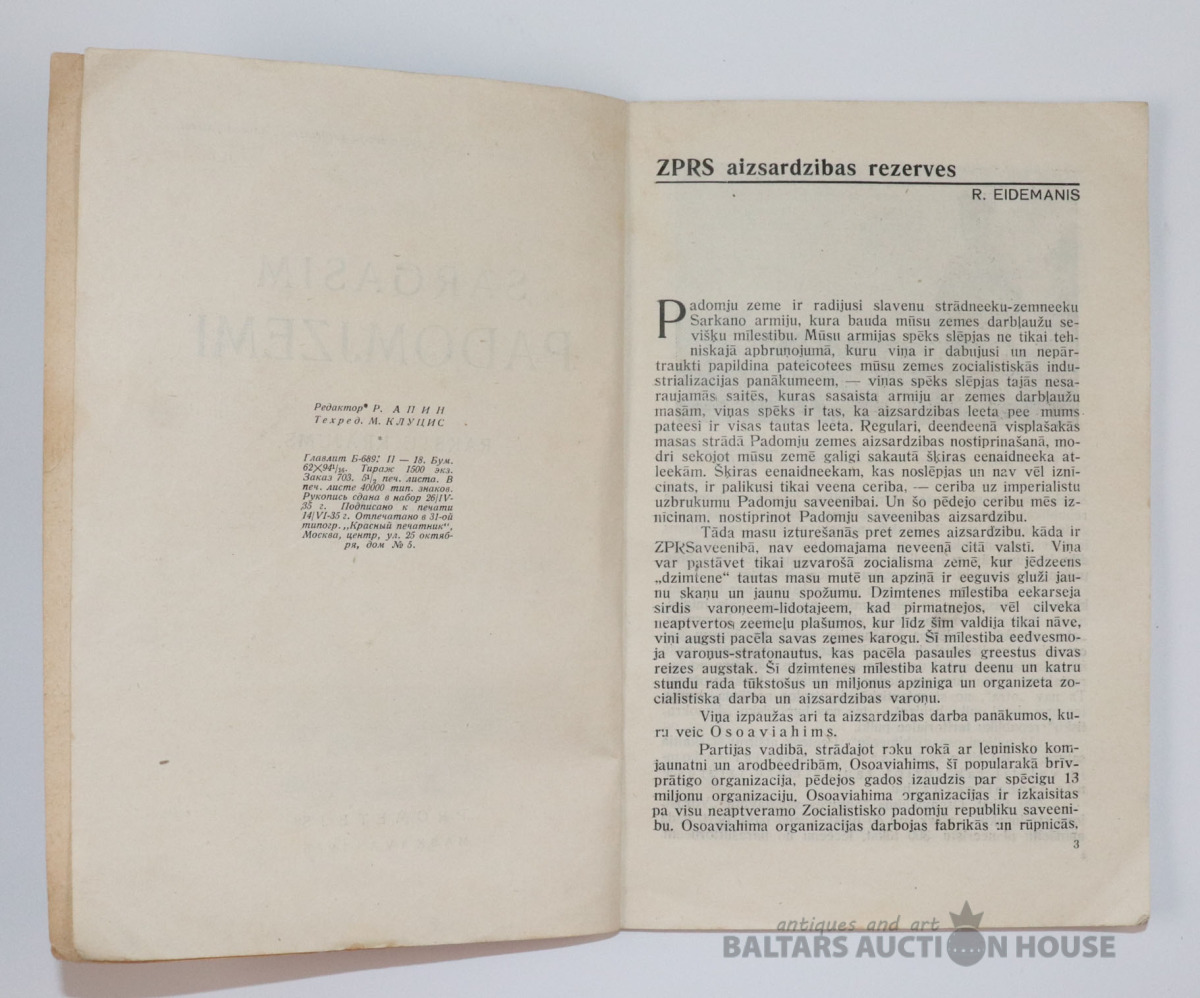 Редактор Р. АПИН
Техред. М. КЛУЦИС
Главлит Б-689. П — 18. Бум.
62×94¹/₁₆. Тираж 1500 экз.
Заказ 703. 5¹/₂ печ. листа. В
печ. листе 40000 тип. знаков.
Рукопись сдана в набор 26/IV-
35 г. Подписано к печати
14/VI-35 г. Отпечатано в 31-ой
типогр. „Красный печатник“,
Москва, центр, ул. 25 октяб-
ря, дом № 5.
ZPRS aizsardzibas rezerves
R. EIDEMANIS
Padomju zeme ir radijusi slavenu strādneeku-zemneeku
Sarkano armiju, kura bauda mūsu zemes darbļaužu se-
višķu mīlestibu. Mūsu armijas spēks slēpjas ne tikai teh-
niskajā apbruņojumā, kuru viņa ir dabujusi un nepār-
traukti papildina pateicotees mūsu zemes zocialistiskās indu-
strializacijas panākumeem, — viņas spēks slēpjas tajās nesa-
raujamās saitēs, kuras sasaista armiju ar zemes darbļaužu
masām, viņas spēks ir tas, ka aizsardzibas leeta pee mums
pateesi ir visas tautas leeta. Regulari, deendeenā visplašakās
masas strādā Padomju zemes aizsardzibas nostiprinašanā, mo-
dri sekojot mūsu zemē galigi sakautā šķiras eenaidneeka at-
leekām. Šķiras eenaidneekam, kas noslēpjas un nav vēl iznī-
cinats, ir palikusi tikai veena ceriba, — ceriba uz imperialistu
uzbrukumu Padomju saveenibai. Un šo pēdejo ceribu mēs iz-
nīcinam, nostiprinot Padomju saveenibas aizsardzibu.
Tāda masu izturešanās pret zemes aizsardzibu, kāda ir
ZPRSaveenibā, nav eedomajama neveenā citā valstī. Viņa
var pastāvet tikai uzvarošā zocialisma zemē, kur jēdzeens
„dzimtene“ tautas masu mutē un apziņā ir eeguvis gluži jau-
nu skaņu un jaunu spožumu. Dzimtenes mīlestiba eekarseja
sirdis varoņeem-lidotajeem, kad pirmatnejos, vēl cilveka
neaptvertos zeemeļu plašumos, kur līdz šim valdija tikai nāve,
viņi augsti pacēla savas zemes karogu. Šī mīlestiba eedvesmo-
ja varoņus-stratonautus, kas pacēla pasaules greestus divas
reizes augstak. Šī dzimtenes mīlestiba katru deenu un katru
stundu rada tūkstošus un miljonus apziniga un organizeta zo-
cialistiska darba un aizsardzibas varoņu.
Viņa izpaužas ari ta aizsardzibas darba panākumos, ku-
ru veic Osoaviahims.
Partijas vadibā, strādajot roku rokā ar ļeņinisko kom-
jaunatni un arodbeedribām, Osoaviahims, šī popularakā brīv-
prātigo organizacija, pēdejos gados izaudzis par spēcigu 13
miljonu organizaciju. Osoaviahima organizacijas ir izkaisitas
pa visu neaptveramo Zocialistisko padomju republiku saveeni-
bu. Osoaviahima organizacijas darbojas fabrikās un rūpnicās,
3
antiques and art
BALTARS AUCTION HOUSE